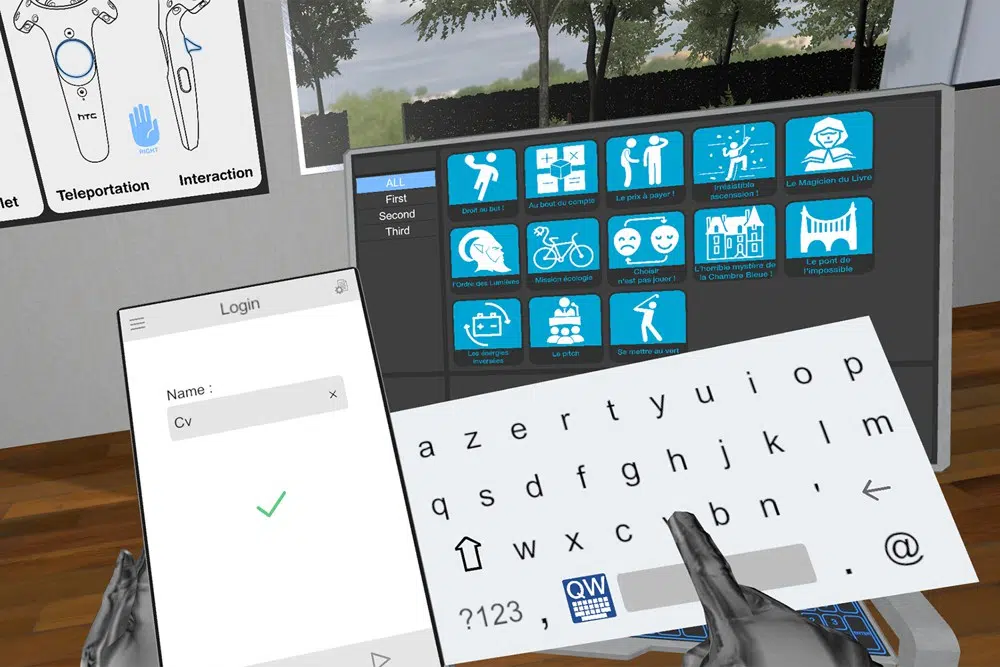 hTC
RIGHT
Teleportation
Interaction
ALL
First
Second
Third
Droit au but !
Au bout du compte
Le prix à payer !
Irrésistible
ascension !
Le Magicien du Livre
l'Ordre des Lumières
Mission écologie
Choisir
n'est pas jouer !
L'horrible mystère de
la Chambre Bleue !
Le pont de
l'impossible
Les énergies
inversées
Le pitch
Se mettre au vert
Login
Name :
Cv
×
a z e r t y u i o p
q s d f g h j k l m
w x c b n '
?123 , QW . @